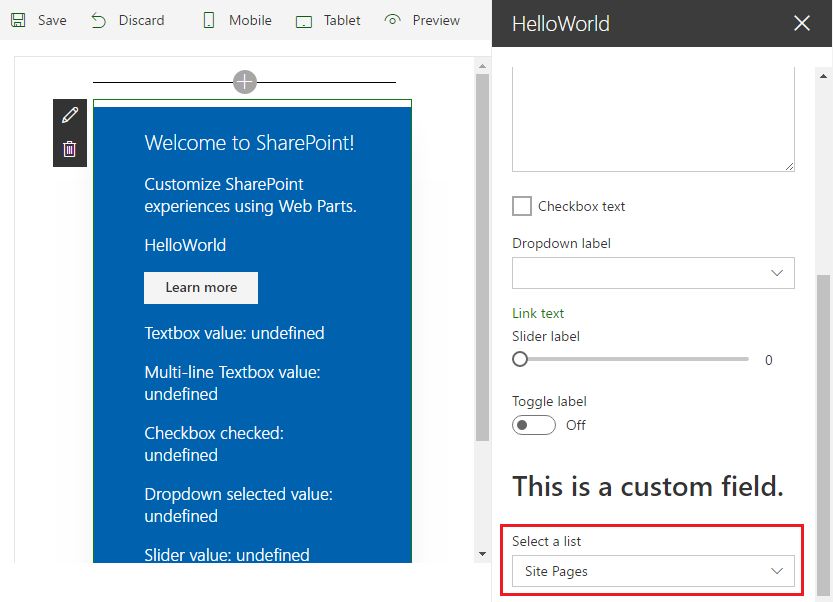 Save Discard Mobile Tablet Preview
Welcome to SharePoint!
Customize SharePoint
experiences using Web Parts.
HelloWorld
Learn more
Textbox value: undefined
Multi-line Textbox value:
undefined
Checkbox checked:
undefined
Dropdown selected value:
undefined
Slider value: undefined
HelloWorld
Checkbox text
Dropdown label
Link text
Slider label
0
Toggle label
Off
This is a custom field.
Select a list
Site Pages